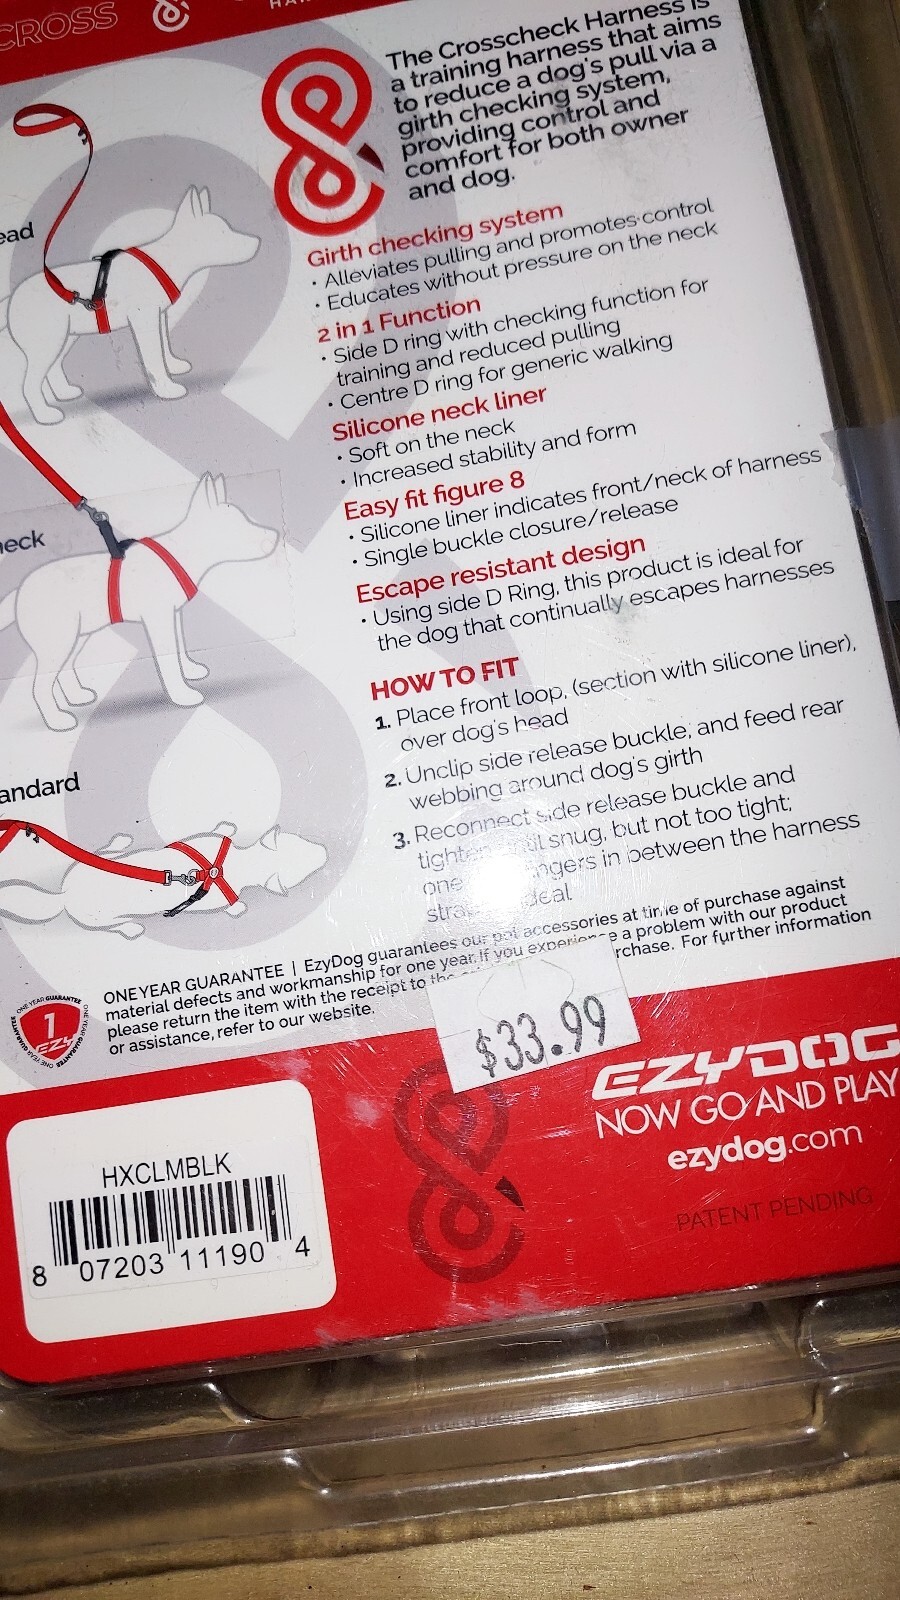 CROSS
The Crosscheck Harness is
a training harness that aims
to reduce a dog's pull via a
girth checking system,
providing control and
comfort for both owner
and dog.
Girth checking system
• Alleviates pulling and promotes control
• Educates without pressure on the neck
2 in 1 Function
• Side D ring with checking function for
training and reduced pulling
• Centre D ring for generic walking
Silicone neck liner
• Soft on the neck
• Increased stability and form
Easy fit figure 8
• Silicone liner indicates front/neck of harness
• Single buckle closure/release
Escape resistant design
• Using side D Ring, this product is ideal for
the dog that continually escapes harnesses
HOW TO FIT
1. Place front loop, (section with silicone liner),
over dog's head
2. Unclip side release buckle, and feed rear
webbing around dog's girth
3. Reconnect side release buckle and
snug, but not too tight;
one in between the harness
ideal
ead
heck
andard
ONE YEAR GUARANTEE | EzyDog guarantees our pet accessories at time of purchase against
material defects and workmanship for one year. If you experience a problem with our product
please return the item with the receipt to the For further information
or assistance, refer to our website.
ONE YEAR GUARANTEE
1
EZY
$33.99
EZYDOG
NOW GO AND PLAY
ezydog.com
PATENT PENDING
HXCLMBLK
8 07203 11190 4